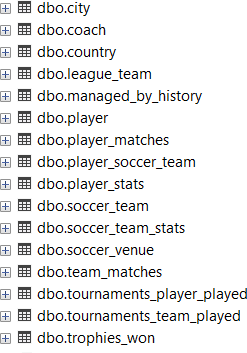 dbo.city
dbo.coach
dbo.country
dbo.league_team
dbo.managed_by_history
dbo.player
dbo.player_matches
dbo.player_soccer_team
dbo.player_stats
dbo.soccer_team
dbo.soccer_team_stats
dbo.soccer_venue
dbo.team_matches
dbo.tournaments_player_played
dbo.tournaments_team_played
dbo.trophies_won